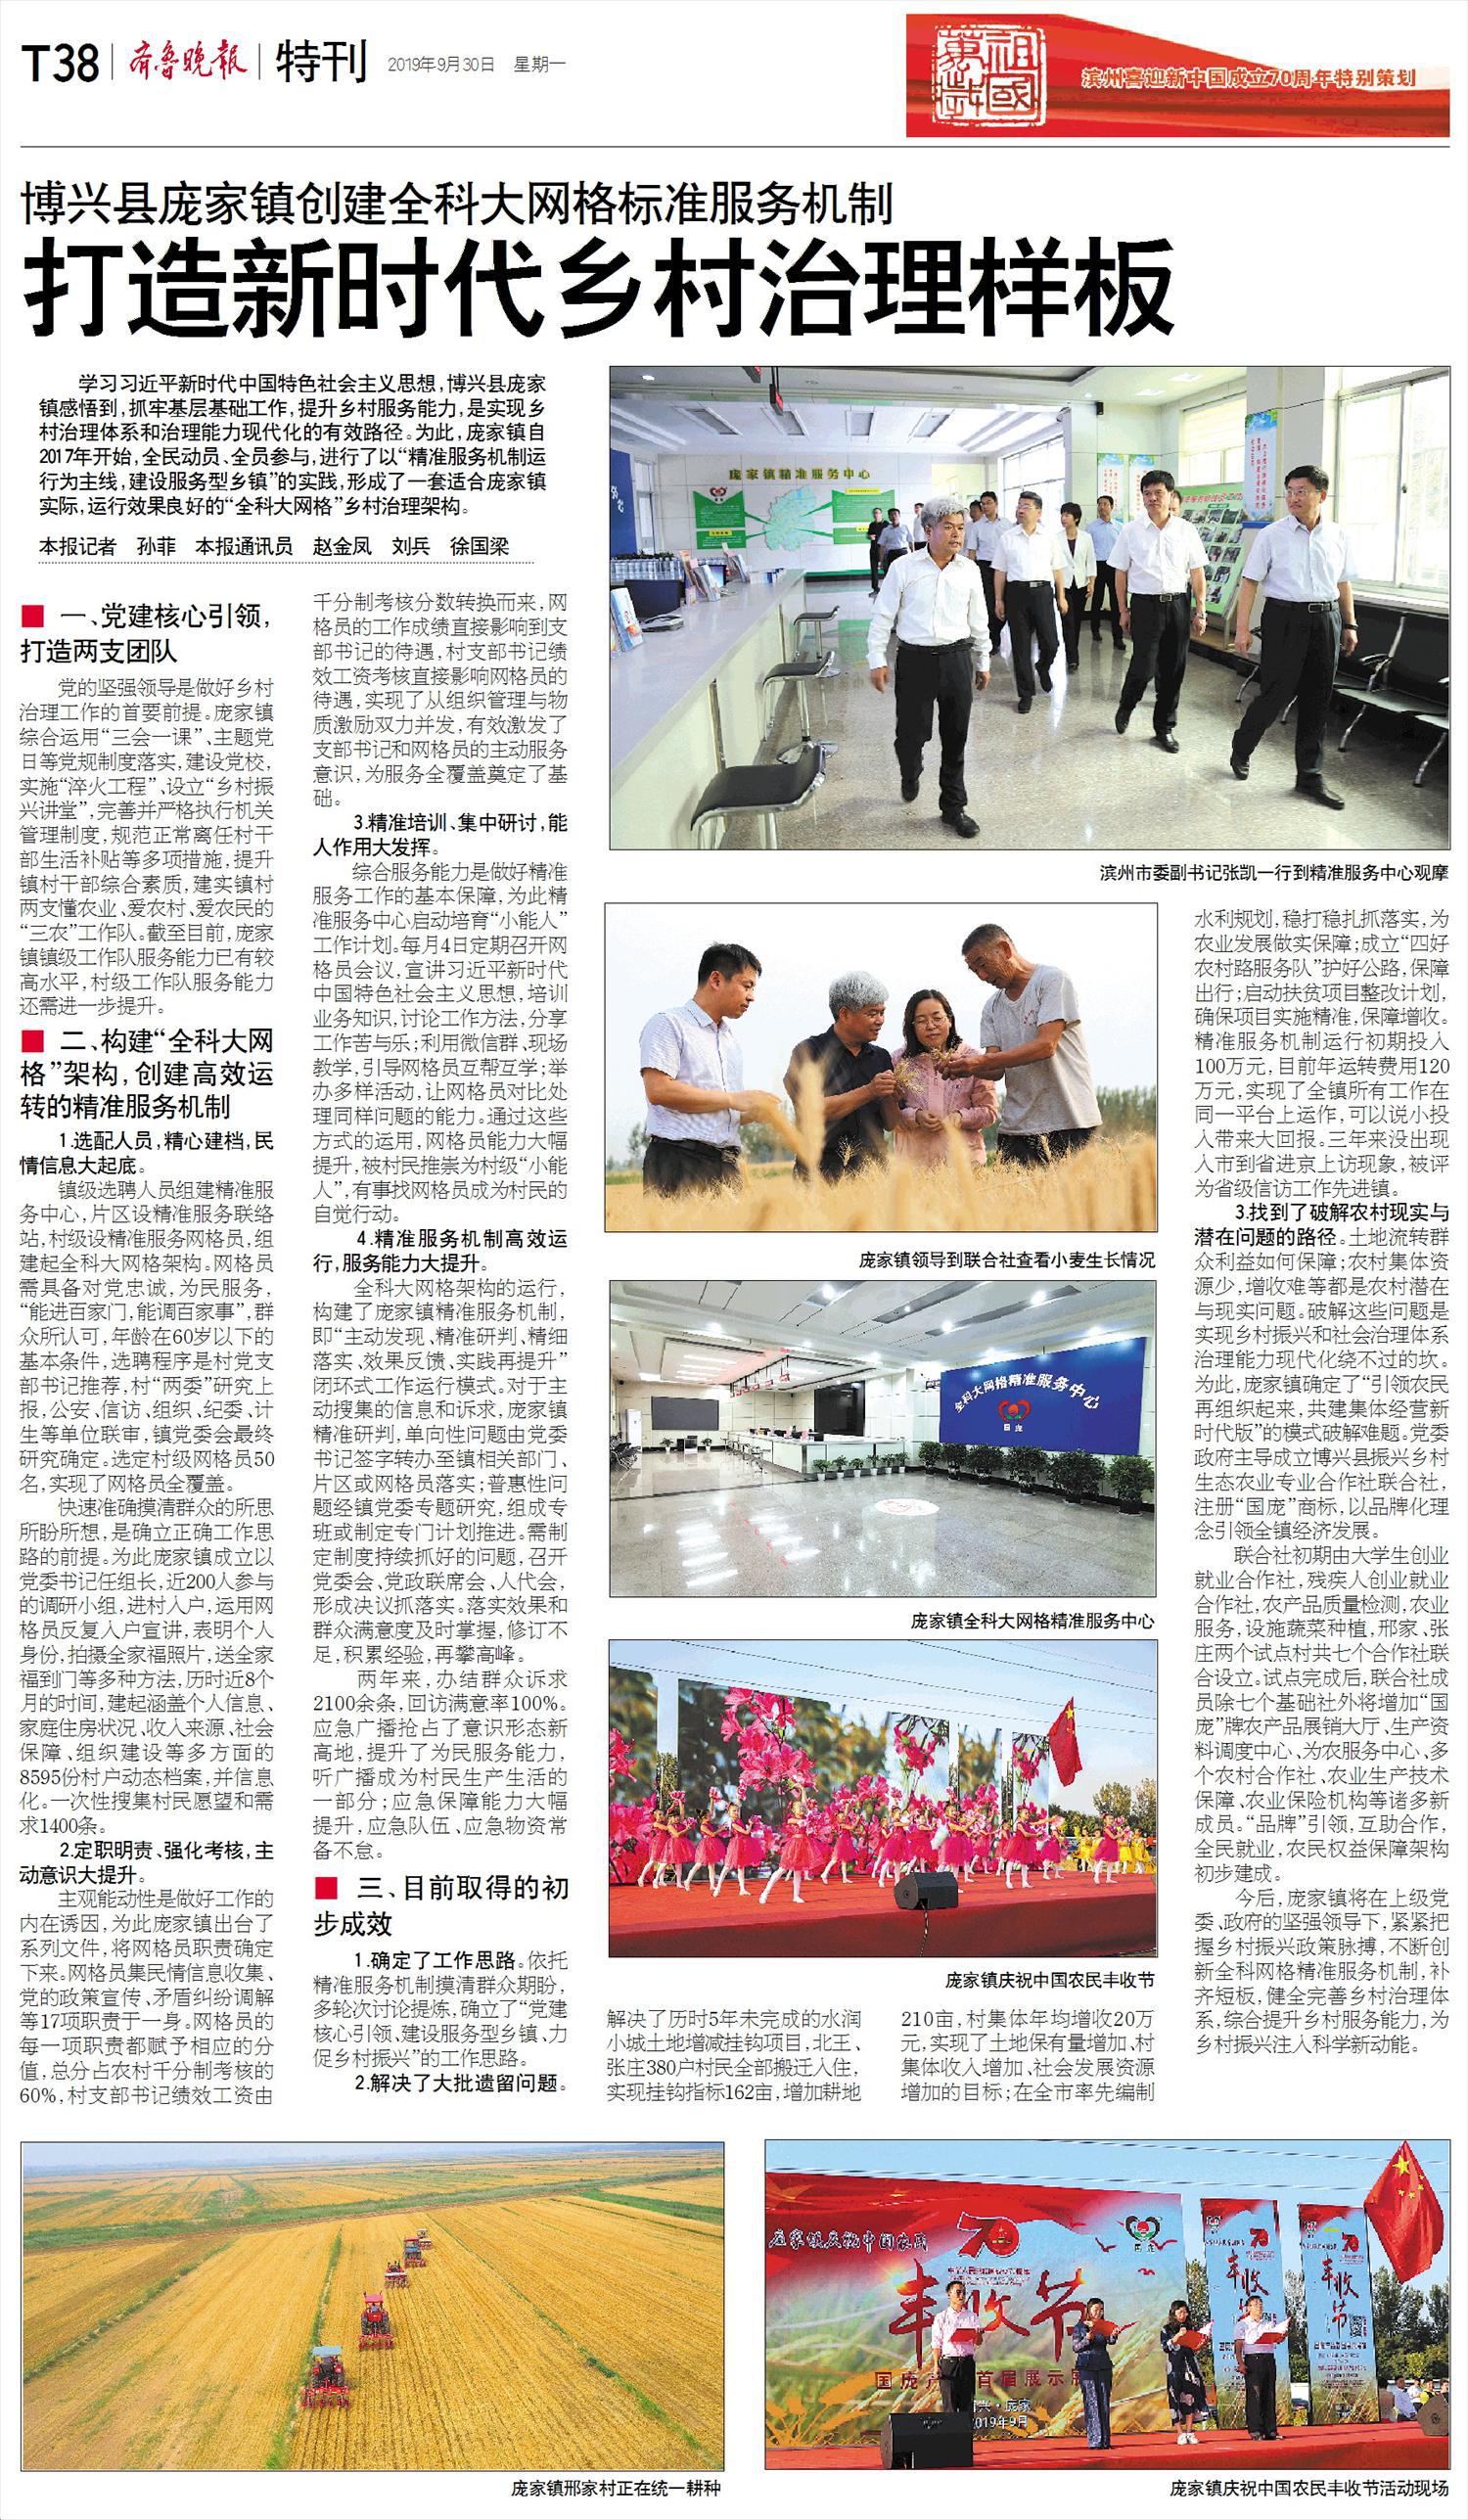 T38
齐鲁晚报
特刊
2019年9月30日 星期一
祖国万岁
滨州喜迎新中国成立70周年特别策划
博兴县庞家镇创建全科大网格标准服务机制
打造新时代乡村治理样板
学习习近平新时代中国特色社会主义思想,博兴县庞家
镇感悟到,抓牢基层基础工作,提升乡村服务能力,是实现乡
村治理体系和治理能力现代化的有效路径。为此,庞家镇自
2017年开始,全民动员、全员参与,进行了以“精准服务机制运
行为主线,建设服务型乡镇”的实践,形成了一套适合庞家镇
实际,运行效果良好的“全科大网格”乡村治理架构。
本报记者 孙菲 本报通讯员 赵金凤 刘兵 徐国梁
一、党建核心引领,
打造两支团队
党的坚强领导是做好乡村
治理工作的首要前提。庞家镇
综合运用“三会一课”、主题党
日等党规制度落实,建设党校,
实施“淬火工程”、设立“乡村振
兴讲堂”,完善并严格执行机关
管理制度,规范正常离任村干
部生活补贴等多项措施,提升
镇村干部综合素质,建实镇村
两支懂农业、爱农村、爱农民的
“三农”工作队。截至目前,庞家
镇镇级工作队服务能力已有较
高水平,村级工作队服务能力
还需进一步提升。
二、构建“全科大网
格”架构,创建高效运
转的精准服务机制
1.选配人员,精心建档,民
情信息大起底。
镇级选聘人员组建精准服
务中心,片区设精准服务联络
站,村级设精准服务网格员,组
建起全科大网格架构。网格员
需具备对党忠诚,为民服务,
“能进百家门,能调百家事”,群
众所认可,年龄在60岁以下的
基本条件,选聘程序是村党支
部书记推荐,村“两委”研究上
报,公安、信访、组织、纪委、计
生等单位联审,镇党委会最终
研究确定。选定村级网格员50
名,实现了网格员全覆盖。
快速准确摸清群众的所思
所盼所想,是确立正确工作思
路的前提。为此庞家镇成立以
党委书记任组长,近200人参与
的调研小组,进村入户,运用网
格员反复入户宣讲,表明个人
身份,拍摄全家福照片,送全家
福到门等多种方法,历时近8个
月的时间,建起涵盖个人信息、
家庭住房状况、收入来源、社会
保障、组织建设等多方面的
8595份村户动态档案,并信息
化。一次性搜集村民愿望和需
求1400条。
2.定职明责、强化考核,主
动意识大提升。
主观能动性是做好工作的
内在诱因,为此庞家镇出台了
系列文件,将网格员职责确定
下来。网格员集民情信息收集、
党的政策宣传、矛盾纠纷调解
等17项职责于一身。网格员的
每一项职责都赋予相应的分
值,总分占农村千分制考核的
60%,村支部书记绩效工资由
千分制考核分数转换而来,网
格员的工作成绩直接影响到支
部书记的待遇,村支部书记绩
效工资考核直接影响网格员的
待遇,实现了从组织管理与物
质激励双力并发,有效激发了
支部书记和网格员的主动服务
意识,为服务全覆盖奠定了基
础。
3.精准培训、集中研讨,能
人作用大发挥。
综合服务能力是做好精准
服务工作的基本保障,为此精
准服务中心启动培育“小能人”
工作计划。每月4日定期召开网
格员会议,宣讲习近平新时代
中国特色社会主义思想,培训
业务知识,讨论工作方法,分享
工作苦与乐;利用微信群、现场
教学,引导网格员互帮互学;举
办多样活动,让网格员对比处
理同样问题的能力。通过这些
方式的运用,网格员能力大幅
提升,被村民推崇为村级“小能
人”,有事找网格员成为村民的
自觉行动。
4.精准服务机制高效运
行,服务能力大提升。
全科大网格架构的运行,
构建了庞家镇精准服务机制,
即“主动发现、精准研判、精细
落实、效果反馈、实践再提升”
闭环式工作运行模式。对于主
动搜集的信息和诉求,庞家镇
精准研判,单向性问题由党委
书记签字转办至镇相关部门、
片区或网格员落实;普惠性问
题经镇党委专题研究,组成专
班或制定专门计划推进。需制
定制度持续抓好的问题,召开
党委会、党政联席会、人代会,
形成决议抓落实。落实效果和
群众满意度及时掌握,修订不
足,积累经验,再攀高峰。
两年来,办结群众诉求
2100余条,回访满意率100%。
应急广播抢占了意识形态新
高地,提升了为民服务能力,
听广播成为村民生产生活的
一部分;应急保障能力大幅
提升,应急队伍、应急物资常
备不怠。
三、目前取得的初
步成效
1.确定了工作思路。依托
精准服务机制摸清群众期盼,
多轮次讨论提炼,确立了“党建
核心引领、建设服务型乡镇、力
促乡村振兴”的工作思路。
2.解决了大批遗留问题。
庞家镇精准服务中心
滨州市委副书记张凯一行到精准服务中心观摩
庞家镇领导到联合社查看小麦生长情况
全科大网格精准服务中心
国庞
庞家镇全科大网格精准服务中心
庞家镇庆祝中国农民丰收节
解决了历时5年未完成的水润
小城土地增减挂钩项目,北王、
张庄380户村民全部搬迁入住,
实现挂钩指标162亩,增加耕地
210亩,村集体年均增收20万
元,实现了土地保有量增加、村
集体收入增加、社会发展资源
增加的目标;在全市率先编制
水利规划,稳打稳扎抓落实,为
农业发展做实保障;成立“四好
农村路服务队”护好公路,保障
出行;启动扶贫项目整改计划,
确保项目实施精准,保障增收。
精准服务机制运行初期投入
100万元,目前年运转费用120
万元,实现了全镇所有工作在
同一平台上运作,可以说小投
入带来大回报。三年来没出现
人市到省进京上访现象,被评
为省级信访工作先进镇。
3.找到了破解农村现实与
潜在问题的路径。土地流转群
众利益如何保障;农村集体资
源少,增收难等都是农村潜在
与现实问题。破解这些问题是
实现乡村振兴和社会治理体系
治理能力现代化绕不过的坎。
为此,庞家镇确定了“引领农民
再组织起来,共建集体经营新
时代版”的模式破解难题。党委
政府主导成立博兴县振兴乡村
生态农业专业合作社联合社,
注册“国庞”商标,以品牌化理
念引领全镇经济发展。
联合社初期由大学生创业
就业合作社,残疾人创业就业
合作社,农产品质量检测,农业
服务,设施蔬菜种植,邢家、张
庄两个试点村共七个合作社联
合设立。试点完成后,联合社成
员除七个基础社外将增加“国
庞”牌农产品展销大厅、生产资
料调度中心、为农服务中心、多
个农村合作社、农业生产技术
保障、农业保险机构等诸多新
成员。“品牌”引领,互助合作,
全民就业,农民权益保障架构
初步建成。
今后,庞家镇将在上级党
委、政府的坚强领导下,紧紧把
握乡村振兴政策脉搏,不断创
新全科网格精准服务机制,补
齐短板,健全完善乡村治理体
系,综合提升乡村服务能力,为
乡村振兴注入科学新动能。
庞家镇邢家村正在统一耕种
庞家镇庆祝中国农民
70
丰收节
国庞
首届展示
庞家
2019年9月
丰收节
丰收节
庞家镇庆祝中国农民丰收节活动现场